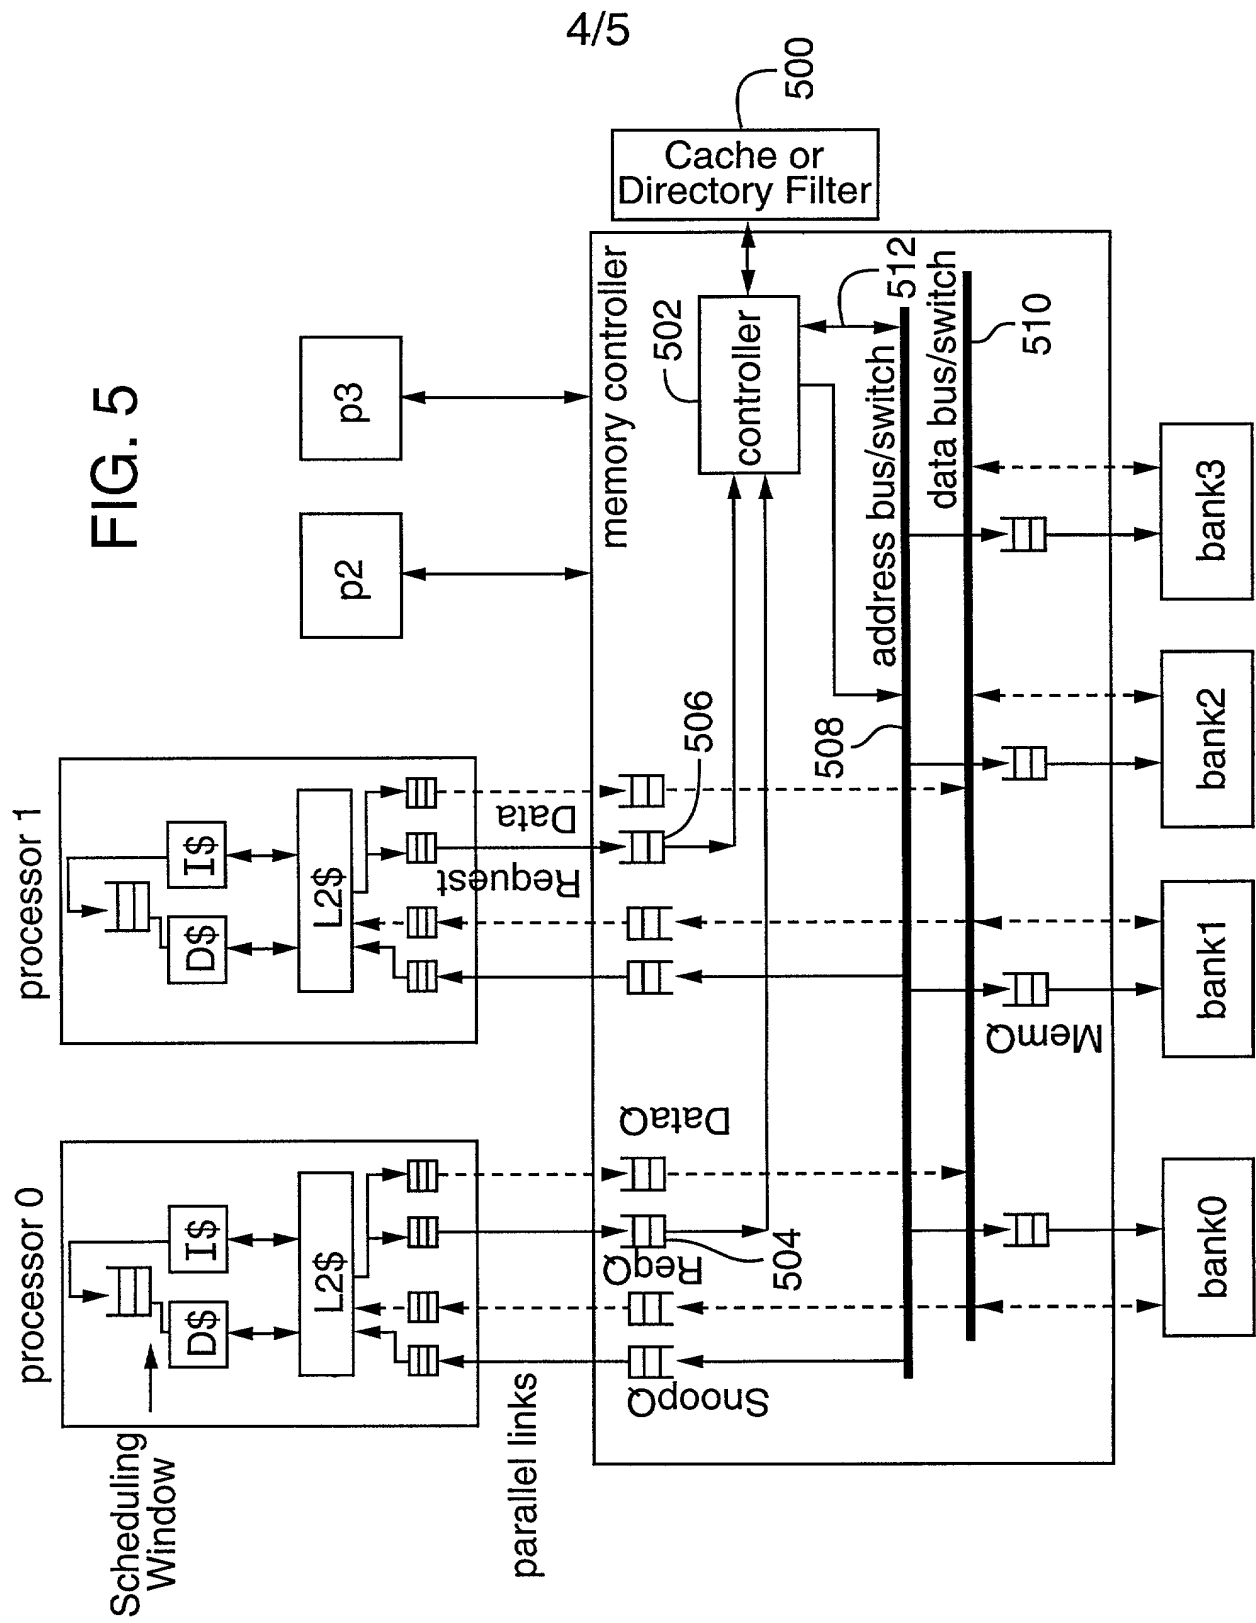 4/5
FIG. 5
processor 0
processor 1
p2
p3
Scheduling
Window
D$
I$
L2$
D$
I$
L2$
parallel links
Request
Data
memory controller
Cache or
Directory Filter
500
SnoopQ
ReqQ
504
DataQ
506
controller
502
512
address bus/switch
508
data bus/switch
510
MemQ
bank0
bank1
bank2
bank3